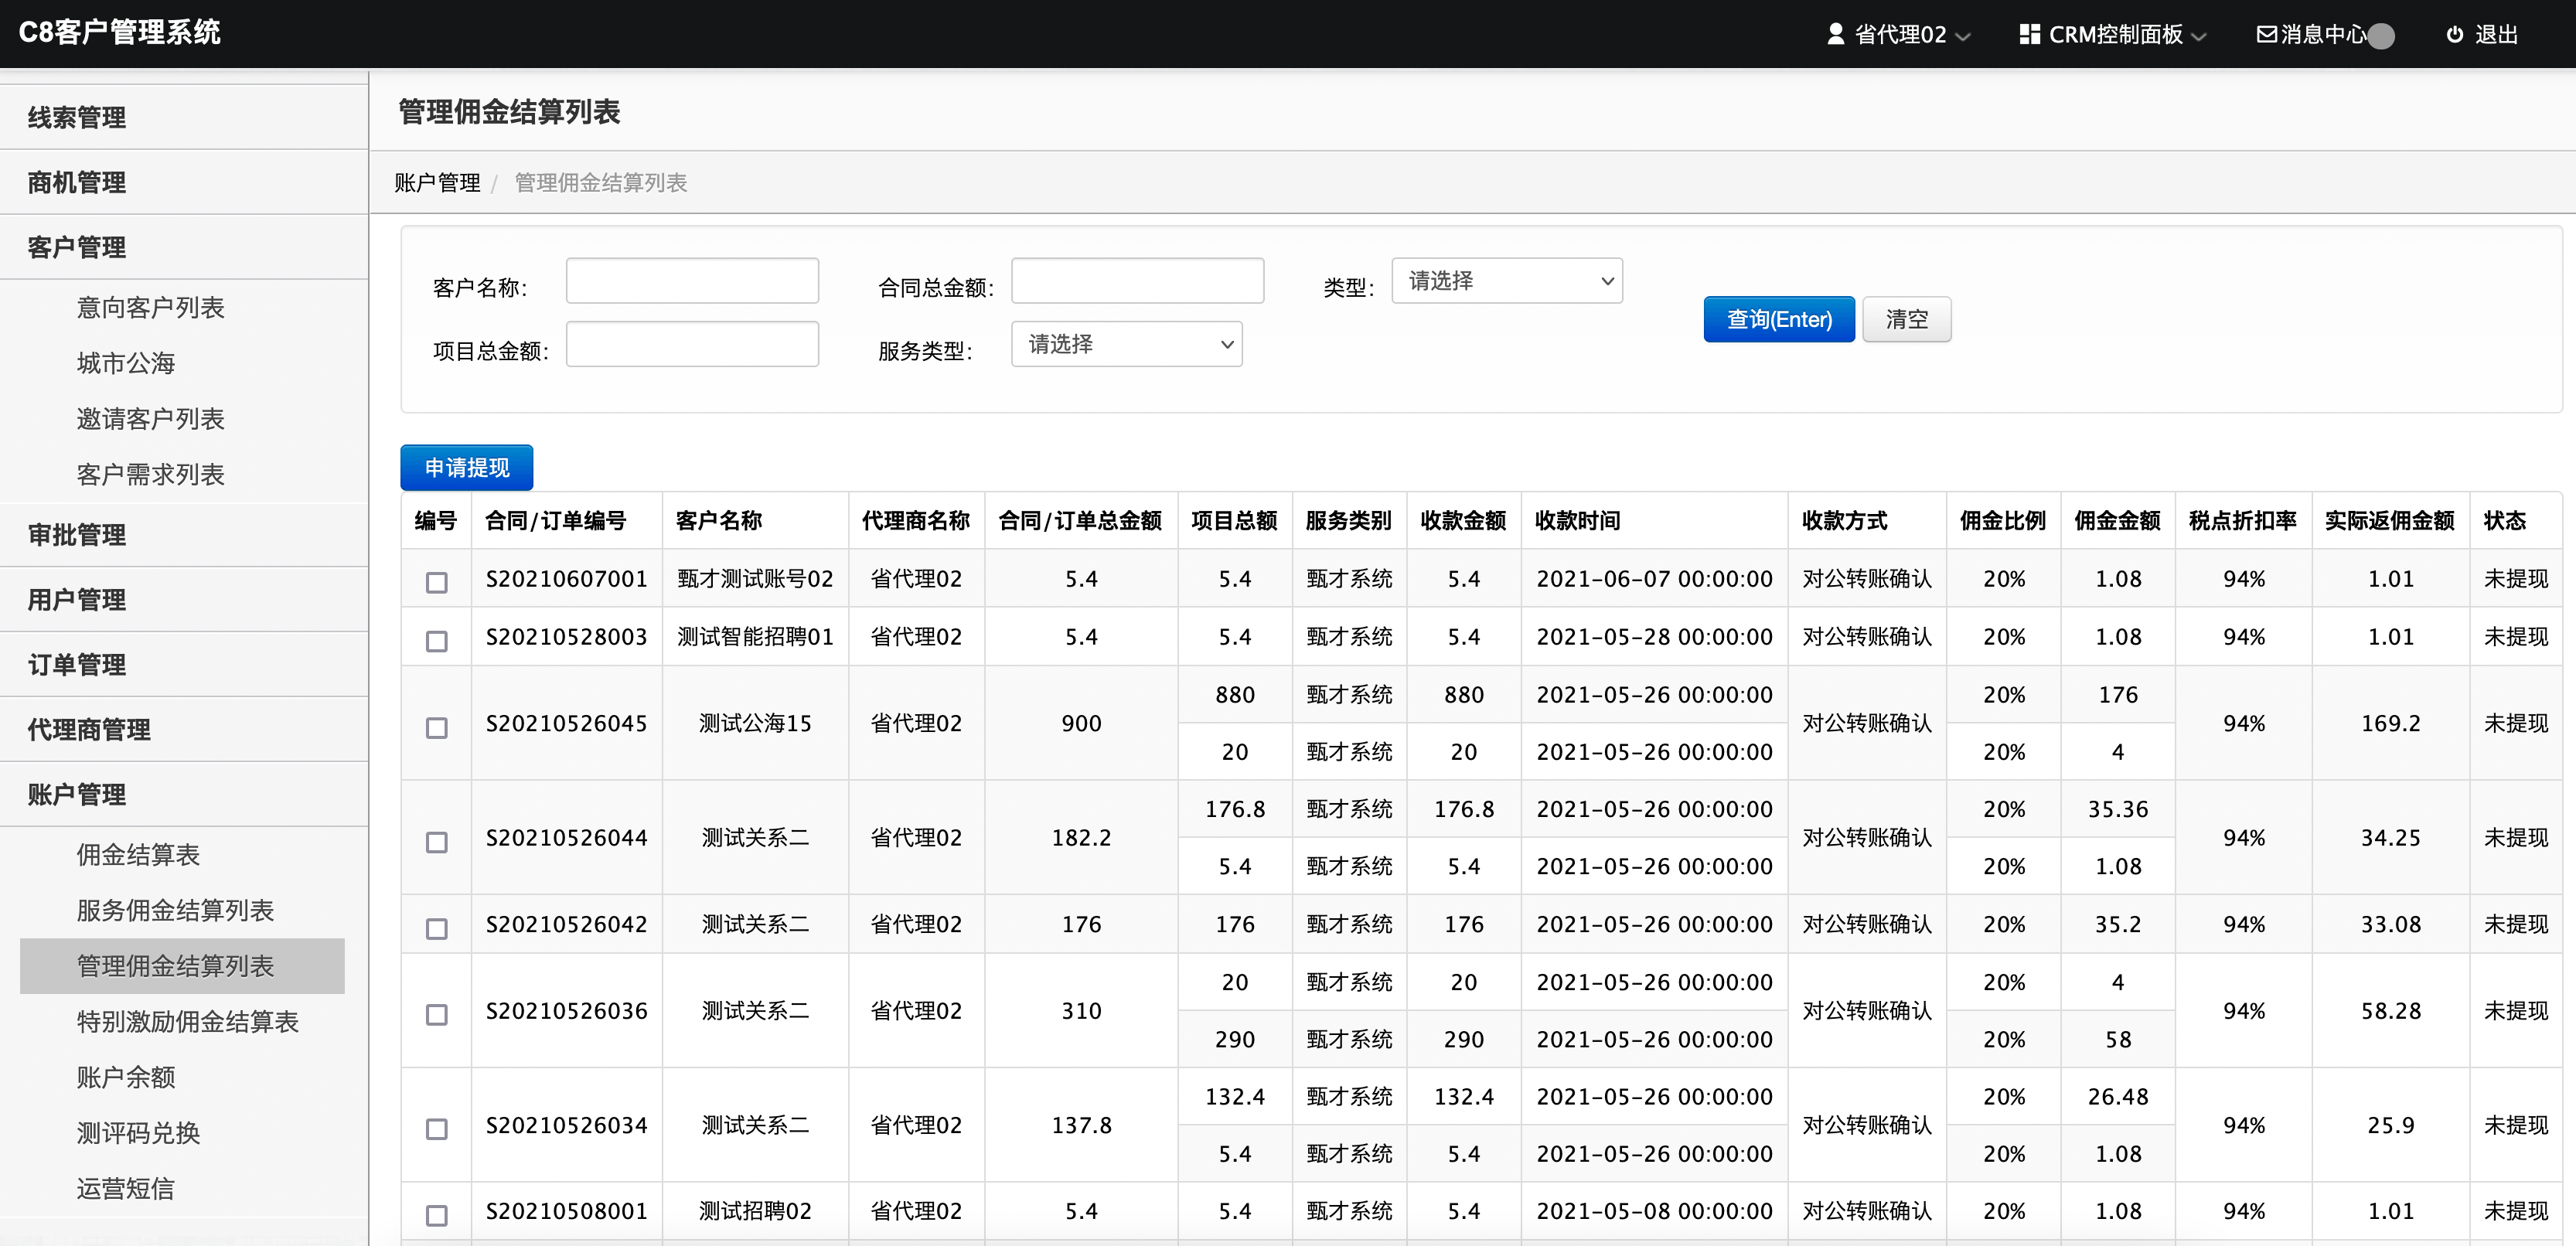 C8客户管理系统
省代理02
CRM控制面板
消息中心
退出
线索管理
商机管理
客户管理
意向客户列表
城市公海
邀请客户列表
客户需求列表
审批管理
用户管理
订单管理
代理商管理
账户管理
佣金结算表
服务佣金结算列表
管理佣金结算列表
特别激励佣金结算表
账户余额
测评码兑换
运营短信
管理佣金结算列表
账户管理 / 管理佣金结算列表
客户名称: 合同总金额: 类型: 请选择
项目总金额: 服务类型: 请选择
查询(Enter) 清空
申请提现
编号 合同/订单编号 客户名称 代理商名称 合同/订单总金额 项目总额 服务类别 收款金额 收款时间 收款方式 佣金比例 佣金金额 税点折扣率 实际返佣金额 状态
S20210607001 甄才测试账号02 省代理02 5.4 5.4 甄才系统 5.4 2021-06-07 00:00:00 对公转账确认 20% 1.08 94% 1.01 未提现
S20210528003 测试智能招聘01 省代理02 5.4 5.4 甄才系统 5.4 2021-05-28 00:00:00 对公转账确认 20% 1.08 94% 1.01 未提现
S20210526045 测试公海15 省代理02 900 880 甄才系统 880 2021-05-26 00:00:00 对公转账确认 20% 176 94% 169.2 未提现
20 甄才系统 20 2021-05-26 00:00:00 20% 4
S20210526044 测试关系二 省代理02 182.2 176.8 甄才系统 176.8 2021-05-26 00:00:00 对公转账确认 20% 35.36 94% 34.25 未提现
5.4 甄才系统 5.4 2021-05-26 00:00:00 20% 1.08
S20210526042 测试关系二 省代理02 176 176 甄才系统 176 2021-05-26 00:00:00 对公转账确认 20% 35.2 94% 33.08 未提现
S20210526036 测试关系二 省代理02 310 20 甄才系统 20 2021-05-26 00:00:00 对公转账确认 20% 4 94% 58.28 未提现
290 甄才系统 290 2021-05-26 00:00:00 20% 58
S20210526034 测试关系二 省代理02 137.8 132.4 甄才系统 132.4 2021-05-26 00:00:00 对公转账确认 20% 26.48 94% 25.9 未提现
5.4 甄才系统 5.4 2021-05-26 00:00:00 20% 1.08
S20210508001 测试招聘02 省代理02 5.4 5.4 甄才系统 5.4 2021-05-08 00:00:00 对公转账确认 20% 1.08 94% 1.01 未提现